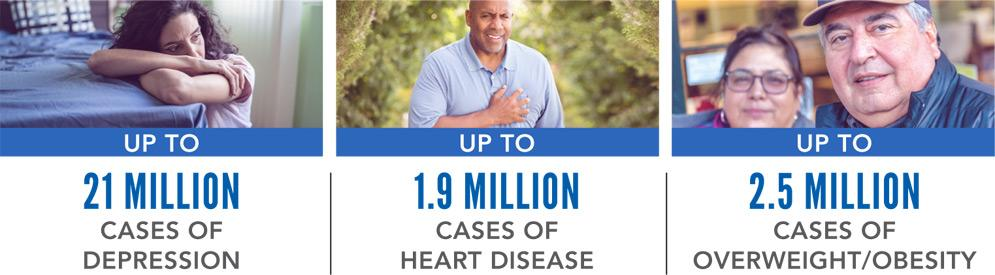 UP TO
21 MILLION
CASES OF
DEPRESSION
UP TO
1.9 MILLION
CASES OF
HEART DISEASE
UP TO
2.5 MILLION
CASES OF
OVERWEIGHT/OBESITY